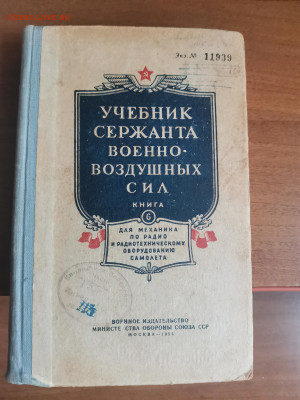 Экз. № 11939
УЧЕБНИК
СЕРЖАНТА
ВОЕННО-
ВОЗДУШНЫХ
СИЛ
КНИГА
6
ДЛЯ МЕХАНИКА
ПО РАДИО
И РАДИОТЕХНИЧЕСКОМУ
ОБОРУДОВАНИЮ
САМОЛЕТА
ВОЕННОЕ ИЗДАТЕЛЬСТВО
МИНИСТЕРСТВА ОБОРОНЫ СОЮЗА ССР